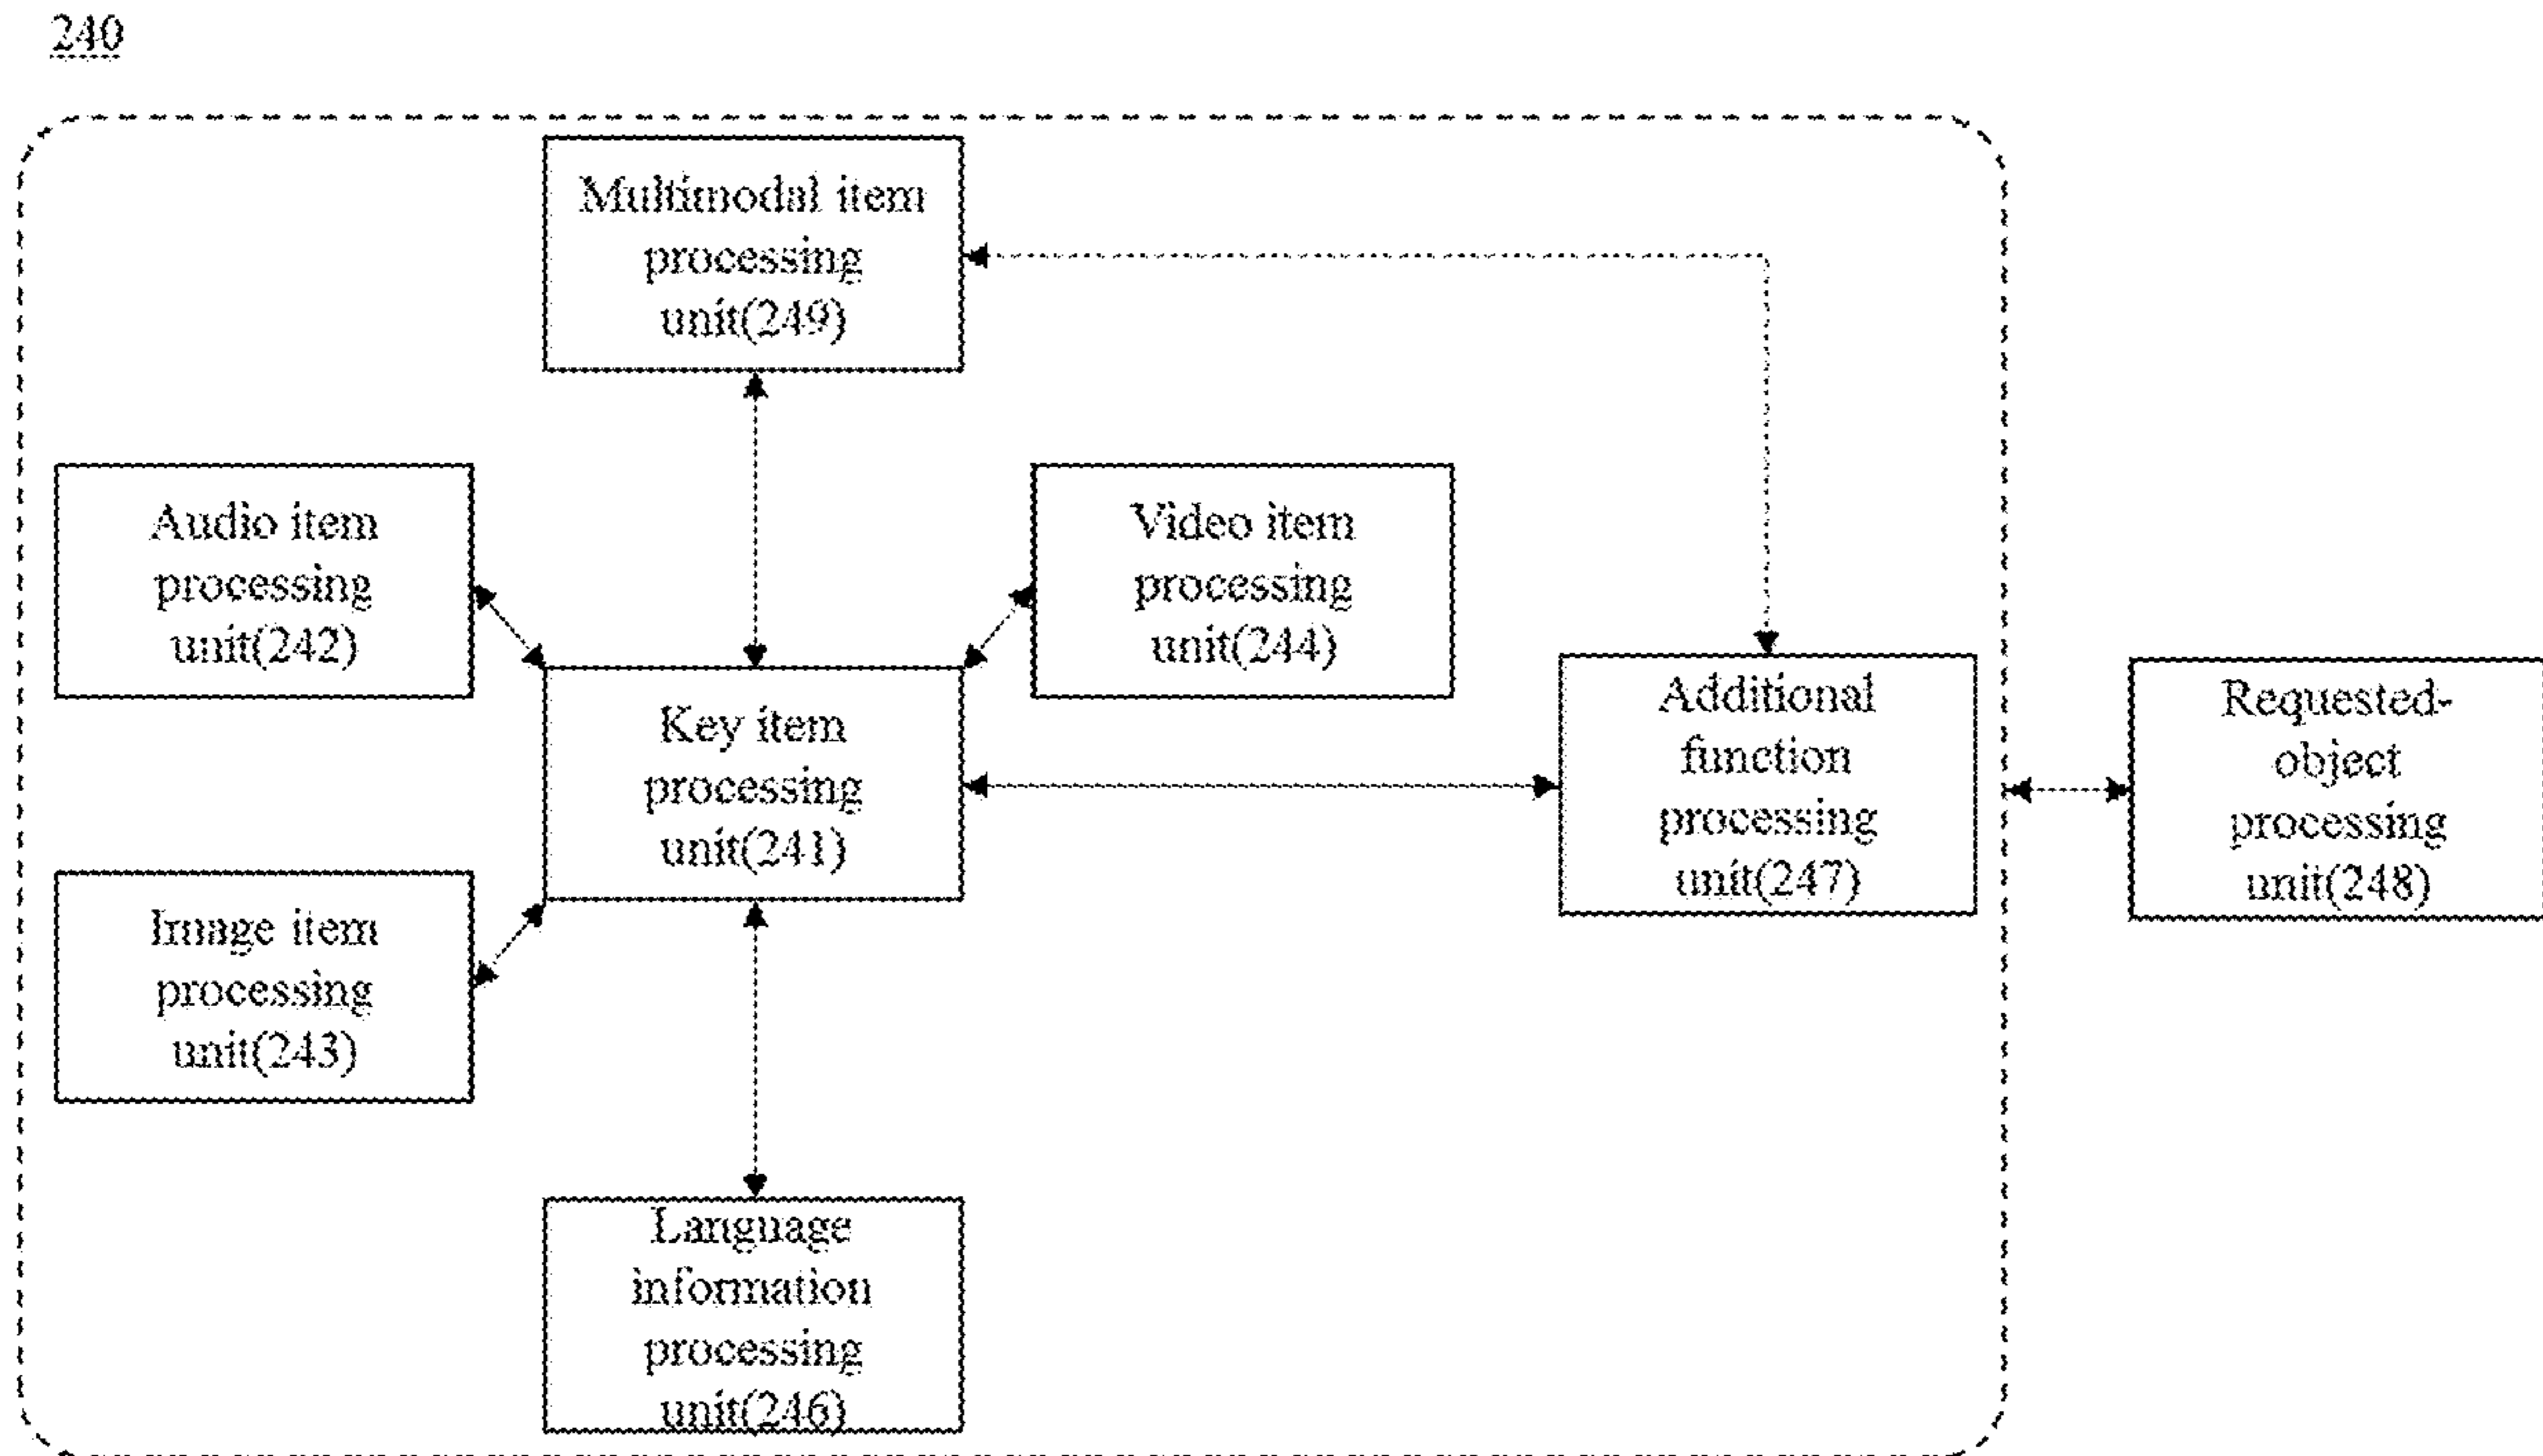 240
Multimodal item
processing
unit(249)
Audio item
processing
unit(242)
Video item
processing
unit(244)
Key item
processing
unit(241)
Additional
function
processing
unit(247)
Requested-
object
processing
unit(248)
Image item
processing
unit(243)
Language
information
processing
unit(246)